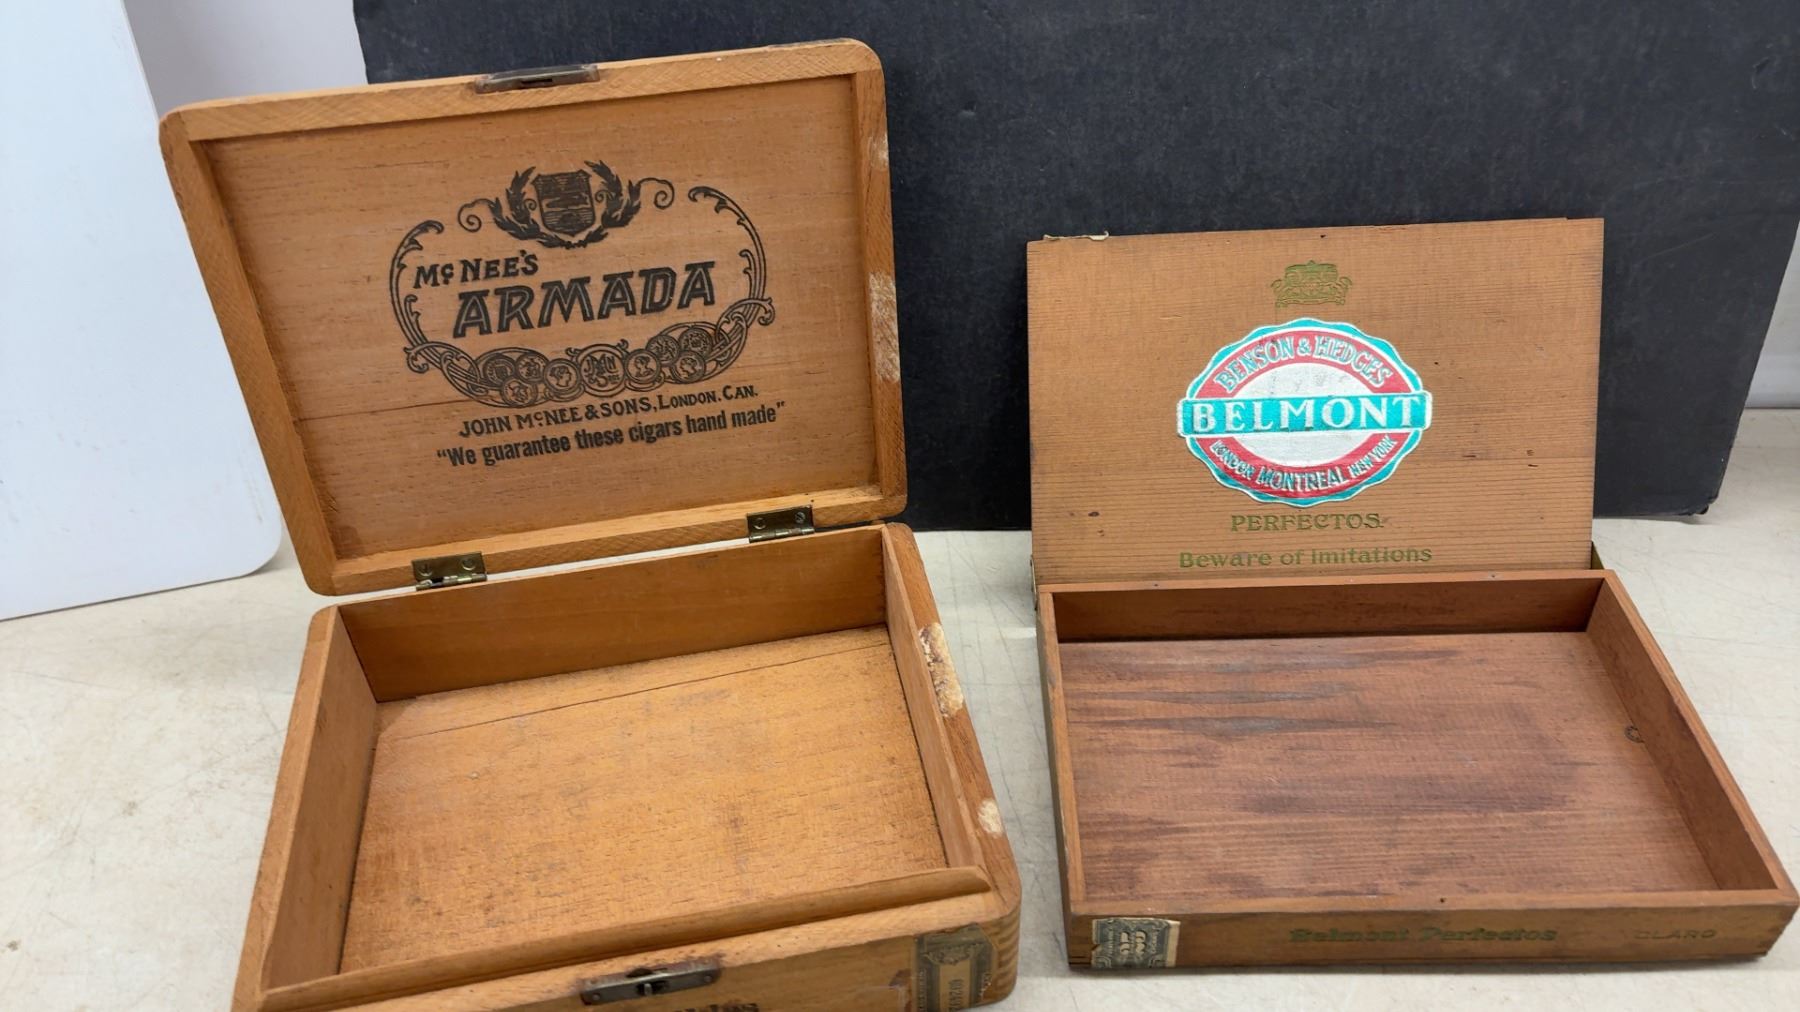 McNEE'S
ARMADA
JOHN McNEE & SONS, LONDON. CAN.
"We guarantee these cigars hand made"
BENSON & HEDGES
BELMONT
LONDON MONTREAL NEW YORK
PERFECTOS
Beware of Imitations
Belmont Perfectos
CLARO
25